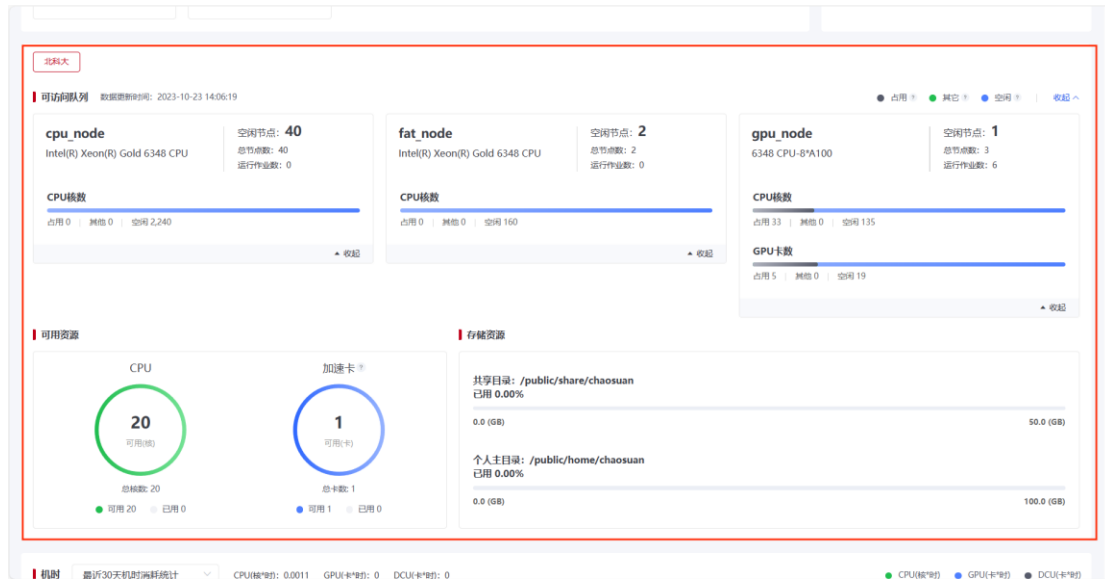 北科大
可访问队列 数据更新时间: 2023-10-23 14:06:19 占用 其它 空闲 收起
cpu_node 空闲节点: 40
Intel(R) Xeon(R) Gold 6348 CPU 总节点数: 40
运行作业数: 0
CPU核数
占用 0 | 其他 0 | 空闲 2,240
收起
fat_node 空闲节点: 2
Intel(R) Xeon(R) Gold 6348 CPU 总节点数: 2
运行作业数: 0
CPU核数
占用 0 | 其他 0 | 空闲 160
收起
gpu_node 空闲节点: 1
6348 CPU-8*A100 总节点数: 3
运行作业数: 6
CPU核数
占用 33 | 其他 0 | 空闲 135
GPU卡数
占用 5 | 其他 0 | 空闲 19
收起
可用资源
CPU 加速卡
20 1
可用(核) 可用(卡)
总核数: 20 总卡数: 1
可用 20 已用 0 可用 1 已用 0
存储资源
共享目录: /public/share/chaosuan
已用 0.00%
0.0 (GB) 50.0 (GB)
个人主目录: /public/home/chaosuan
已用 0.00%
0.0 (GB) 100.0 (GB)
机时 最近30天机时消耗统计 CPU(核*时): 0.0011 GPU(卡*时): 0 DCU(卡*时): 0 CPU(核*时) GPU(卡*时) DCU(卡*时)